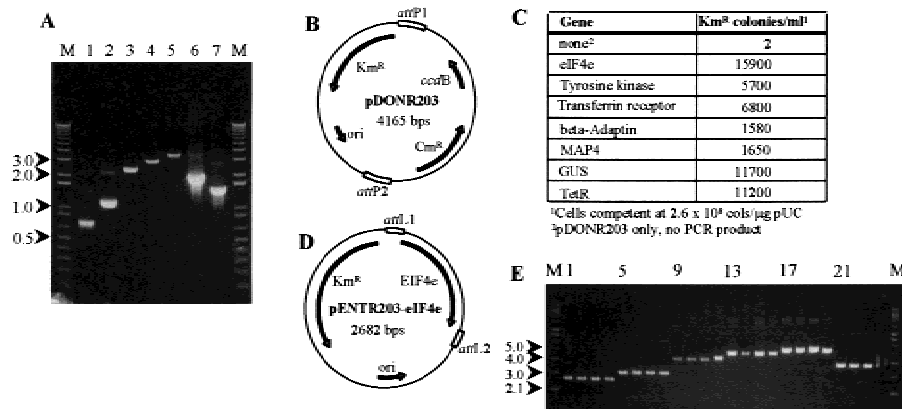 A
M 1 2 3 4 5 6 7 M
3.0
2.0
1.0
0.5
B
attP1
KmR
ccdB
pDONR203
4165 bps
ori
CmR
attP2
C
Gene KmR colonies/ml1
none2 2
eIF4e 15900
Tyrosine kinase 5700
Transferrin receptor 6800
beta-Adaptin 1580
MAP4 1650
GUS 11700
TetR 11200
1Cells competent at 2.6 x 108 cols/µg pUC
2pDONR203 only, no PCR product
D
attL1
KmR
EIF4e
pENTR203-eIF4e
2682 bps
attL2
ori
E
M 1 5 9 13 17 21 M
5.0
4.0
3.0
2.1